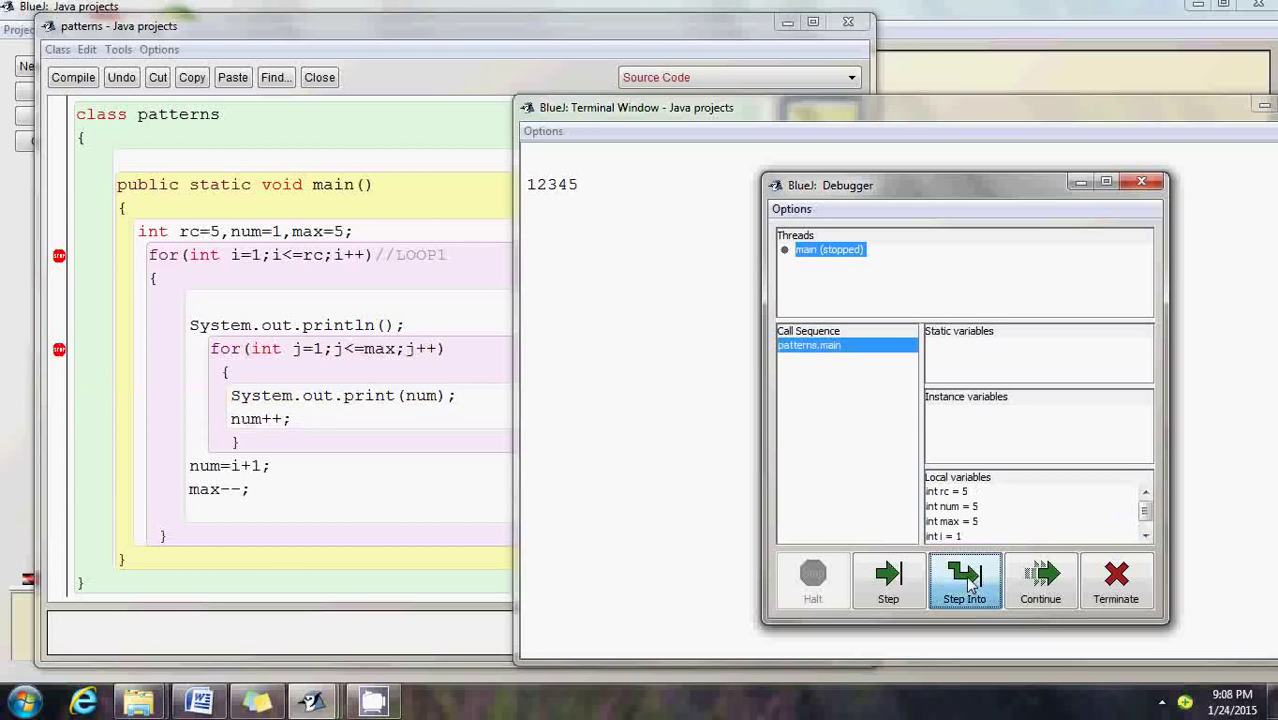 BlueJ: Java projects
patterns - Java projects
Class Edit Tools Options
Compile Undo Cut Copy Paste Find... Close Source Code
class patterns
{
public static void main()
{
int rc=5,num=1,max=5;
for(int i=1;i<=rc;i++)//LOOP1
{
System.out.println();
for(int j=1;j<=max;j++)
{
System.out.print(num);
num++;
}
num=i+1;
max--;
}
}
}
BlueJ: Terminal Window - Java projects
Options
12345
BlueJ: Debugger
Options
Threads
main (stopped)
Call Sequence
patterns.main
Static variables
Instance variables
Local variables
int rc = 5
int num = 5
int max = 5
int i = 1
Halt Step Step Into Continue Terminate
9:08 PM
1/24/2015